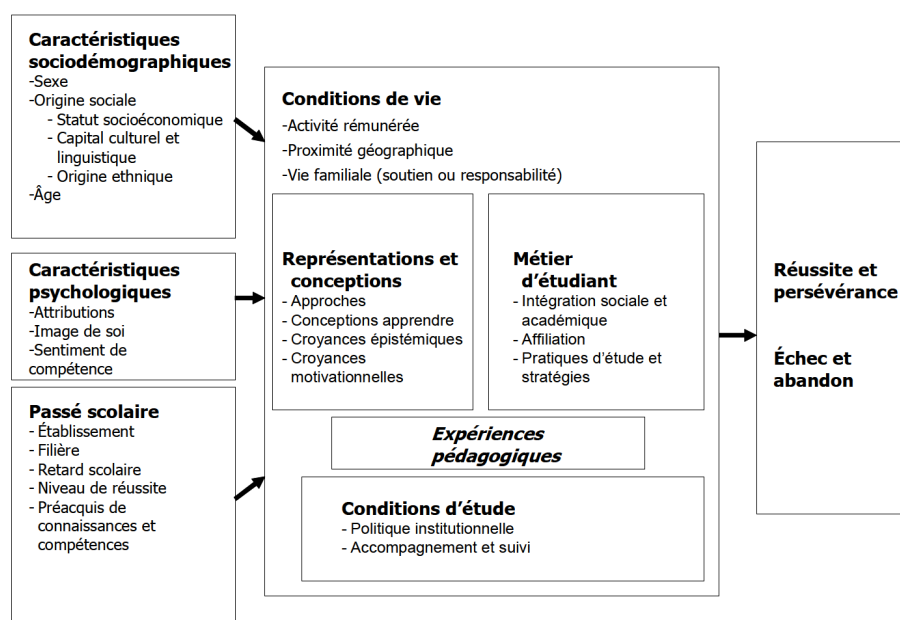 Caractéristiques
sociodémographiques
-Sexe
-Origine sociale
- Statut socioéconomique
- Capital culturel et
linguistique
- Origine ethnique
-Âge
Caractéristiques
psychologiques
-Attributions
-Image de soi
-Sentiment de
compétence
Passé scolaire
- Établissement
- Filière
- Retard scolaire
- Niveau de réussite
- Préacquis de
connaissances et
compétences
Conditions de vie
-Activité rémunérée
-Proximité géographique
-Vie familiale (soutien ou responsabilité)
Représentations et
conceptions
- Approches
- Conceptions apprendre
- Croyances épistémiques
- Croyances
motivationnelles
Métier
d’étudiant
- Intégration sociale et
académique
- Affiliation
- Pratiques d’étude et
stratégies
Expériences
pédagogiques
Conditions d’étude
- Politique institutionnelle
- Accompagnement et suivi
Réussite et
persévérance
Échec et
abandon